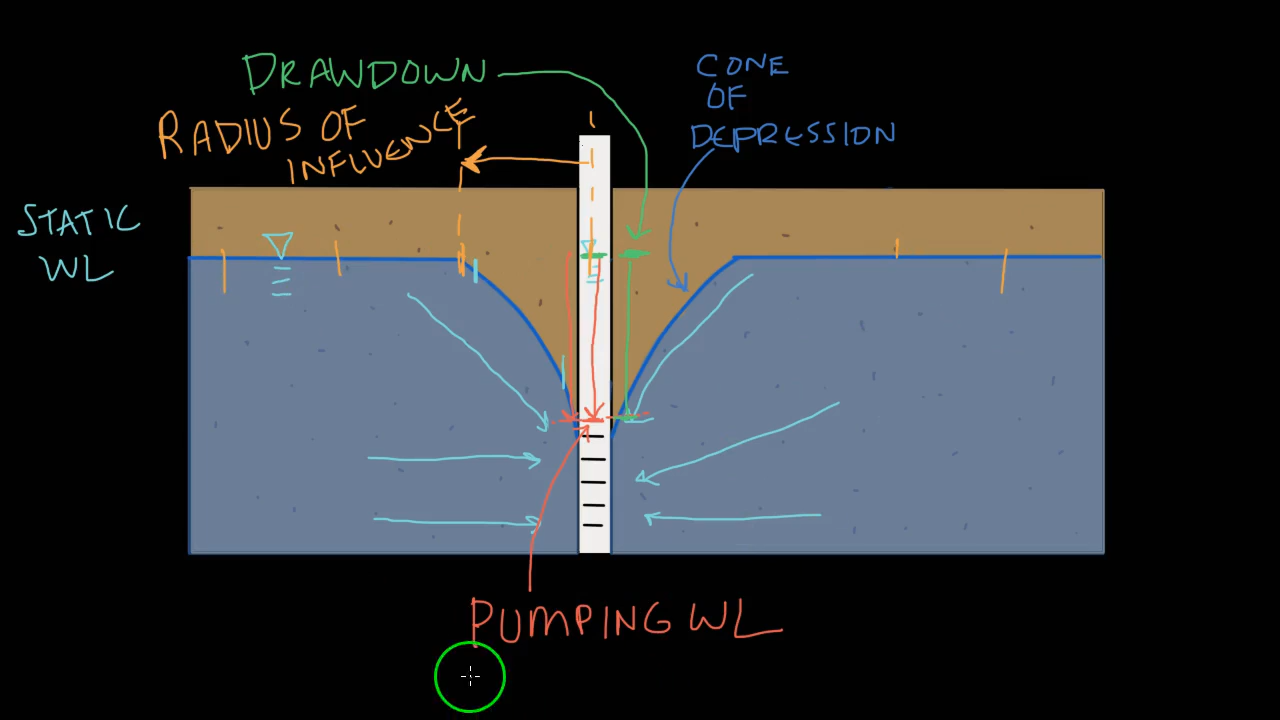 DRAWDOWN
CONE
OF
DEPRESSION
RADIUS OF
INFLUENCE
STATIC
WL
PUMPING WL